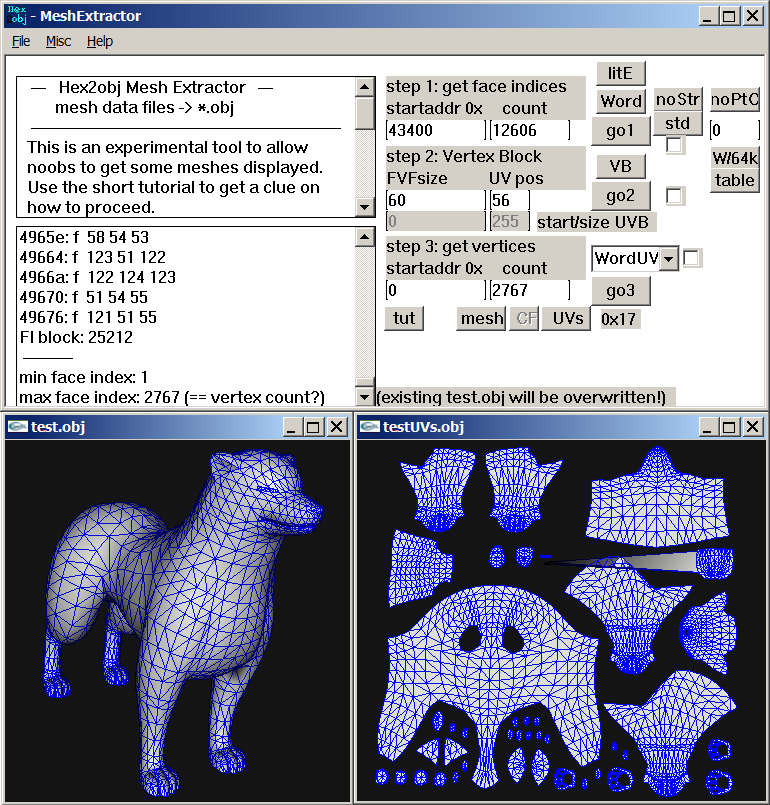 Hex
obj - MeshExtractor
File Misc Help
— Hex2obj Mesh Extractor —
mesh data files -> *.obj
This is an experimental tool to allow
noobs to get some meshes displayed.
Use the short tutorial to get a clue on
how to proceed.
4965e: f 58 54 53
49664: f 123 51 122
4966a: f 122 124 123
49670: f 51 54 55
49676: f 121 51 55
FI block: 25212
min face index: 1
max face index: 2767 (== vertex count?)
step 1: get face indices
startaddr 0x count
43400 12606
litE
Word
go1
noStr
std
noPtC
0
step 2: Vertex Block
FVFsize UV pos
60 56
0 255 start/size UVB
VB
go2
W/64k
table
step 3: get vertices
startaddr 0x count
0 2767
WordUV
go3
tut mesh CF UVs 0x17
(existing test.obj will be overwritten!)
test.obj
testUVs.obj